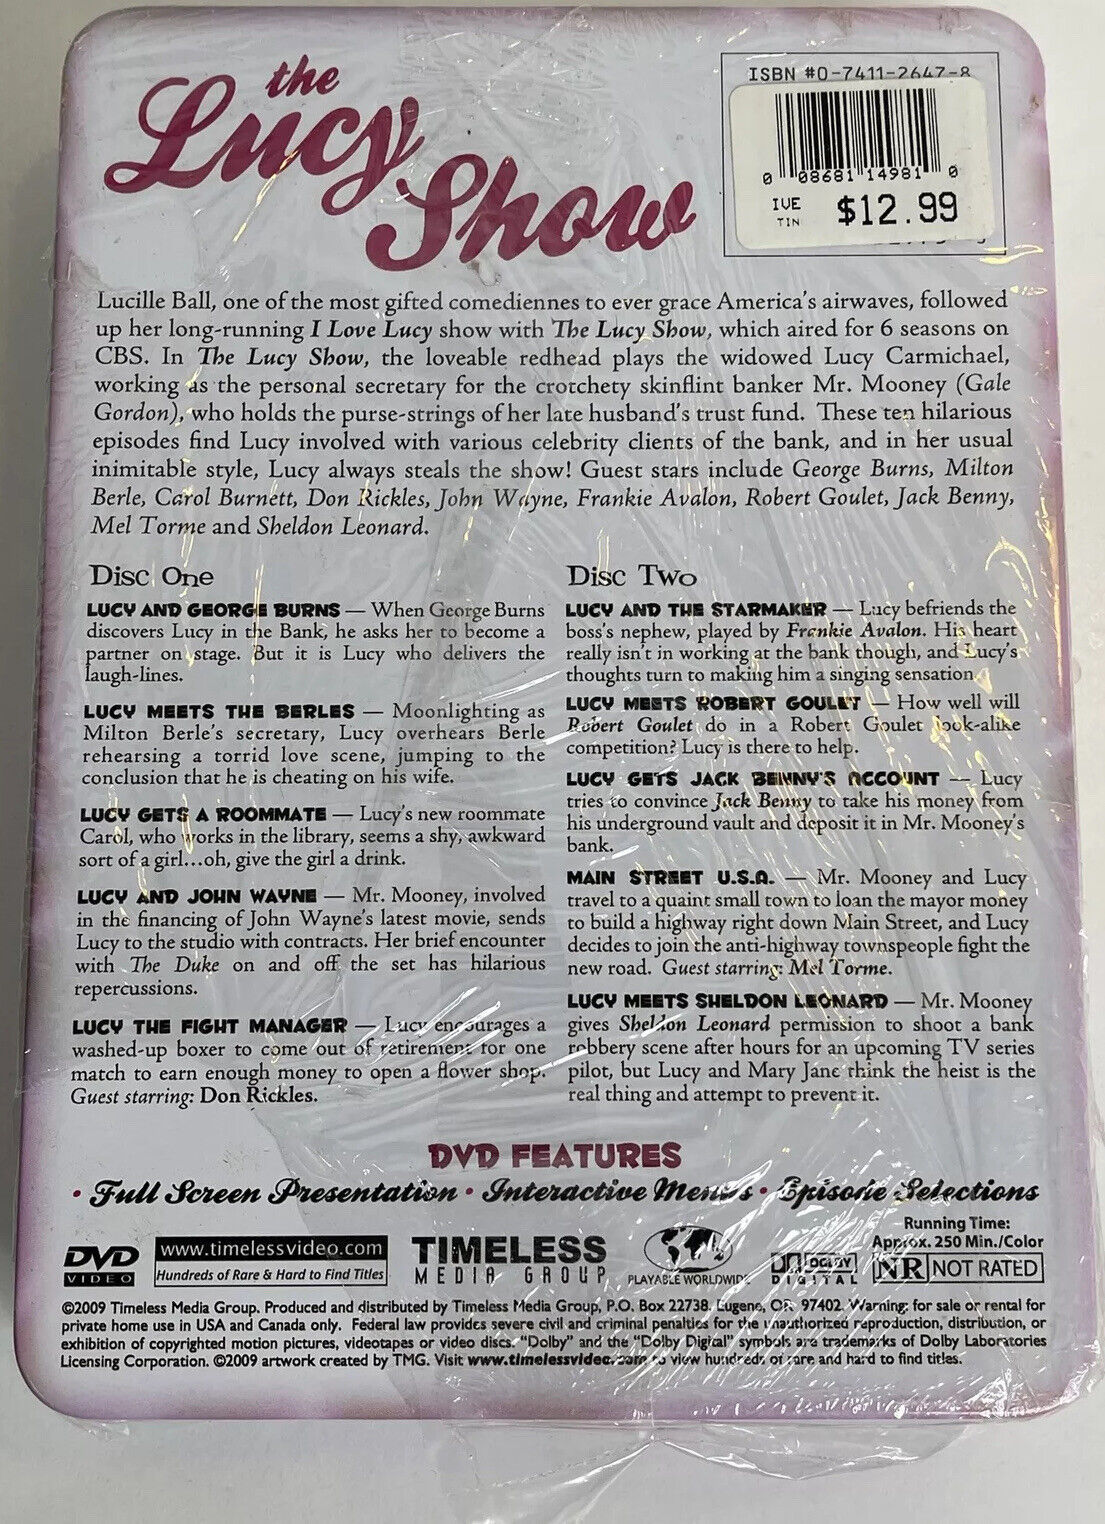 the
Lucy
Show
ISBN #0-7411-2647-8
0 08681 14981 0
IVE
TIN
$12.99
Lucille Ball, one of the most gifted comediennes to ever grace America's airwaves, followed
up her long-running I Love Lucy show with The Lucy Show, which aired for 6 seasons on
CBS. In The Lucy Show, the loveable redhead plays the widowed Lucy Carmichael,
working as the personal secretary for the crotchety skinflint banker Mr. Mooney (Gale
Gordon), who holds the purse-strings of her late husband's trust fund. These ten hilarious
episodes find Lucy involved with various celebrity clients of the bank, and in her usual
inimitable style, Lucy always steals the show! Guest stars include George Burns, Milton
Berle, Carol Burnett, Don Rickles, John Wayne, Frankie Avalon, Robert Goulet, Jack Benny,
Mel Torme and Sheldon Leonard.
Disc One
LUCY AND GEORGE BURNS — When George Burns
discovers Lucy in the Bank, he asks her to become a
partner on stage. But it is Lucy who delivers the
laugh-lines.
LUCY MEETS THE BERLES — Moonlighting as
Milton Berle's secretary, Lucy overhears Berle
rehearsing a torrid love scene, jumping to the
conclusion that he is cheating on his wife.
LUCY GETS A ROOMMATE — Lucy's new roommate
Carol, who works in the library, seems a shy, awkward
sort of a girl...oh, give the girl a drink.
LUCY AND JOHN WAYNE — Mr. Mooney, involved
in the financing of John Wayne's latest movie, sends
Lucy to the studio with contracts. Her brief encounter
with The Duke on and off the set has hilarious
repercussions.
LUCY THE FIGHT MANAGER — Lucy encourages a
washed-up boxer to come out of retirement for one
match to earn enough money to open a flower shop.
Guest starring: Don Rickles.
Disc Two
LUCY AND THE STARMAKER — Lucy befriends the
boss's nephew, played by Frankie Avalon. His heart
really isn't in working at the bank though, and Lucy's
thoughts turn to making him a singing sensation.
LUCY MEETS ROBERT GOULET — How well will
Robert Goulet do in a Robert Goulet look-alike
competition? Lucy is there to help.
LUCY GETS JACK BENNY'S ACCOUNT — Lucy
tries to convince Jack Benny to take his money from
his underground vault and deposit it in Mr. Mooney's
bank.
MAIN STREET U.S.A. — Mr. Mooney and Lucy
travel to a quaint small town to loan the mayor money
to build a highway right down Main Street, and Lucy
decides to join the anti-highway townspeople fight the
new road. Guest starring: Mel Torme.
LUCY MEETS SHELDON LEONARD — Mr. Mooney
gives Sheldon Leonard permission to shoot a bank
robbery scene after hours for an upcoming TV series
pilot, but Lucy and Mary Jane think the heist is the
real thing and attempt to prevent it.
DVD FEATURES
• Full Screen Presentation • Interactive Menus • Episode Selections
Running Time:
Approx. 250 Min./Color
DVD
VIDEO
www.timelessvideo.com
Hundreds of Rare & Hard to Find Titles
TIMELESS
MEDIA GROUP
PLAYABLE WORLDWIDE
DOLBY
DIGITAL
NR NOT RATED
©2009 Timeless Media Group. Produced and distributed by Timeless Media Group, P.O. Box 22738, Eugene, OR 97402. Warning: for sale or rental for
private home use in USA and Canada only. Federal law provides severe civil and criminal penalties for the unauthorized reproduction, distribution, or
exhibition of copyrighted motion pictures, videotapes or video discs. "Dolby" and the "Dolby Digital" symbols are trademarks of Dolby Laboratories
Licensing Corporation. ©2009 artwork created by TMG. Visit www.timelessvideo.com to view hundreds of rare and hard to find titles.